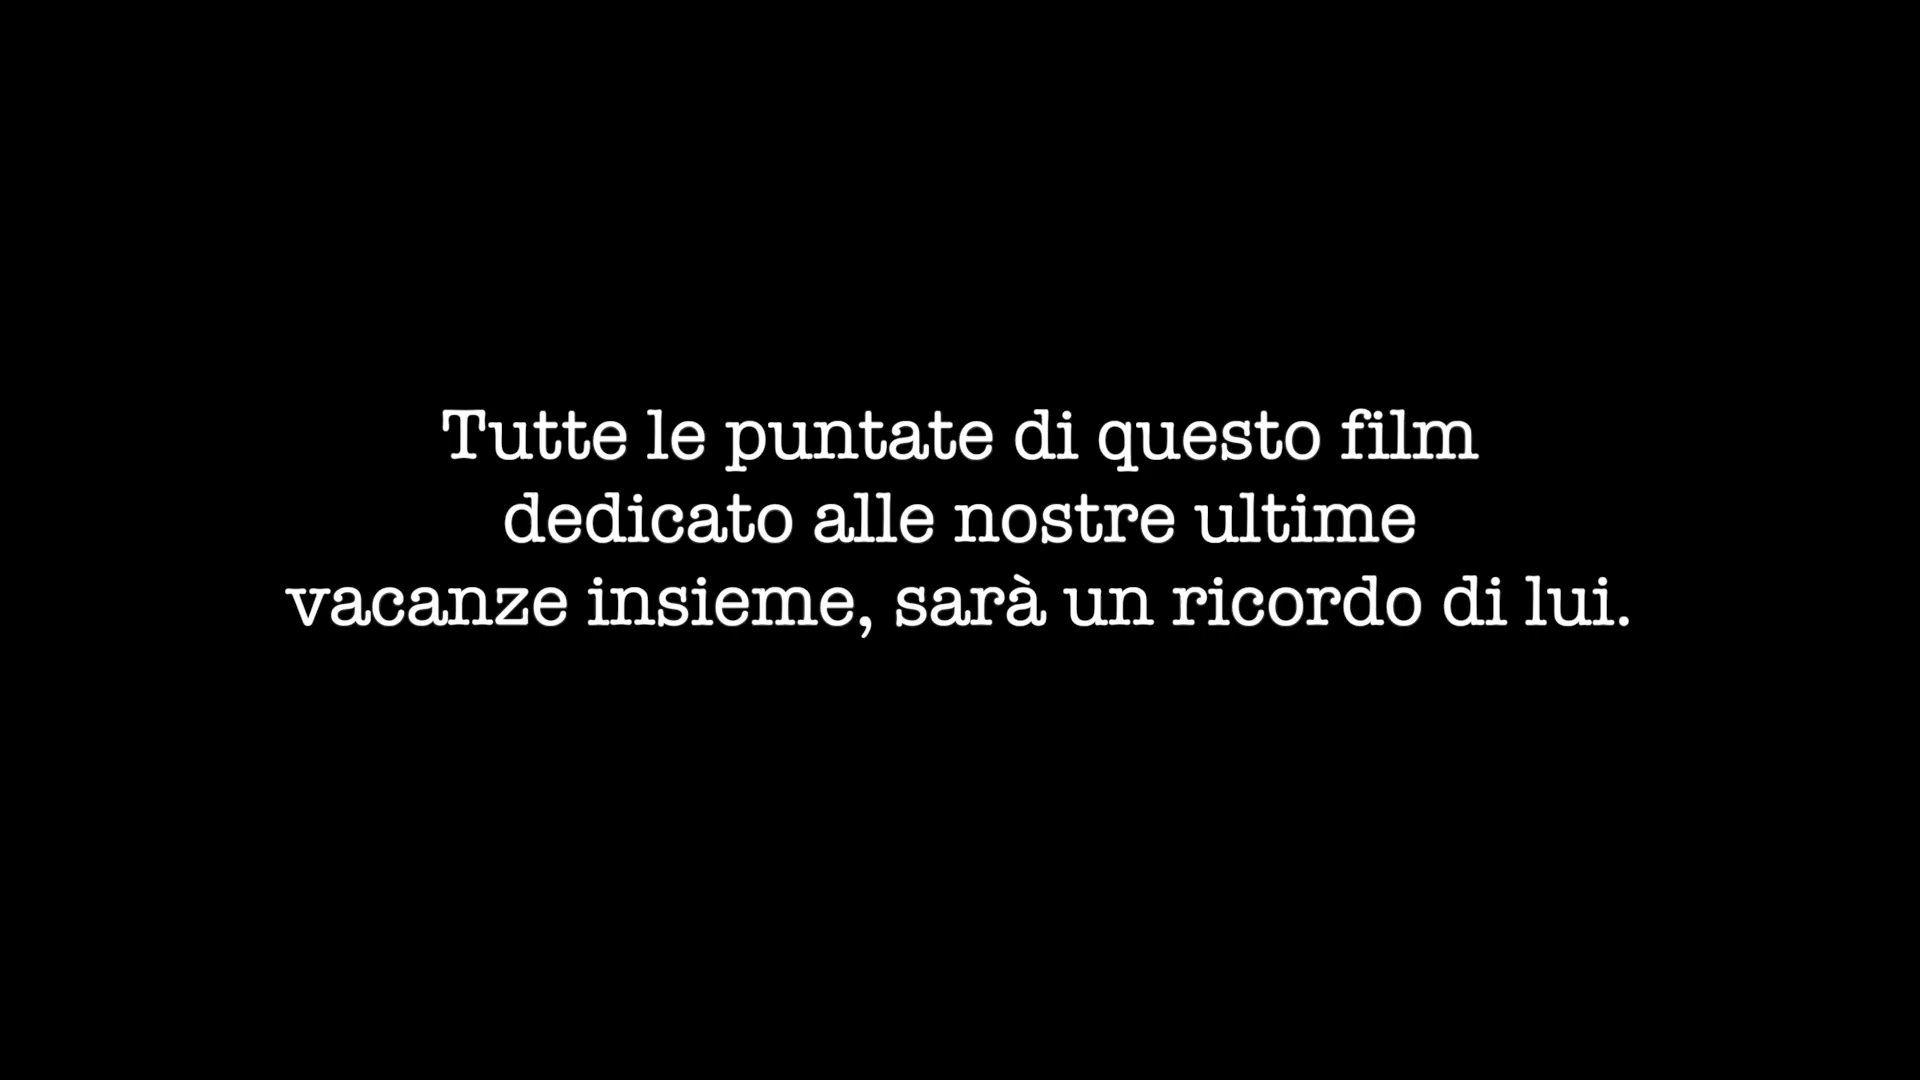 Tutte le puntate di questo film
dedicato alle nostre ultime
vacanze insieme, sarà un ricordo di lui.